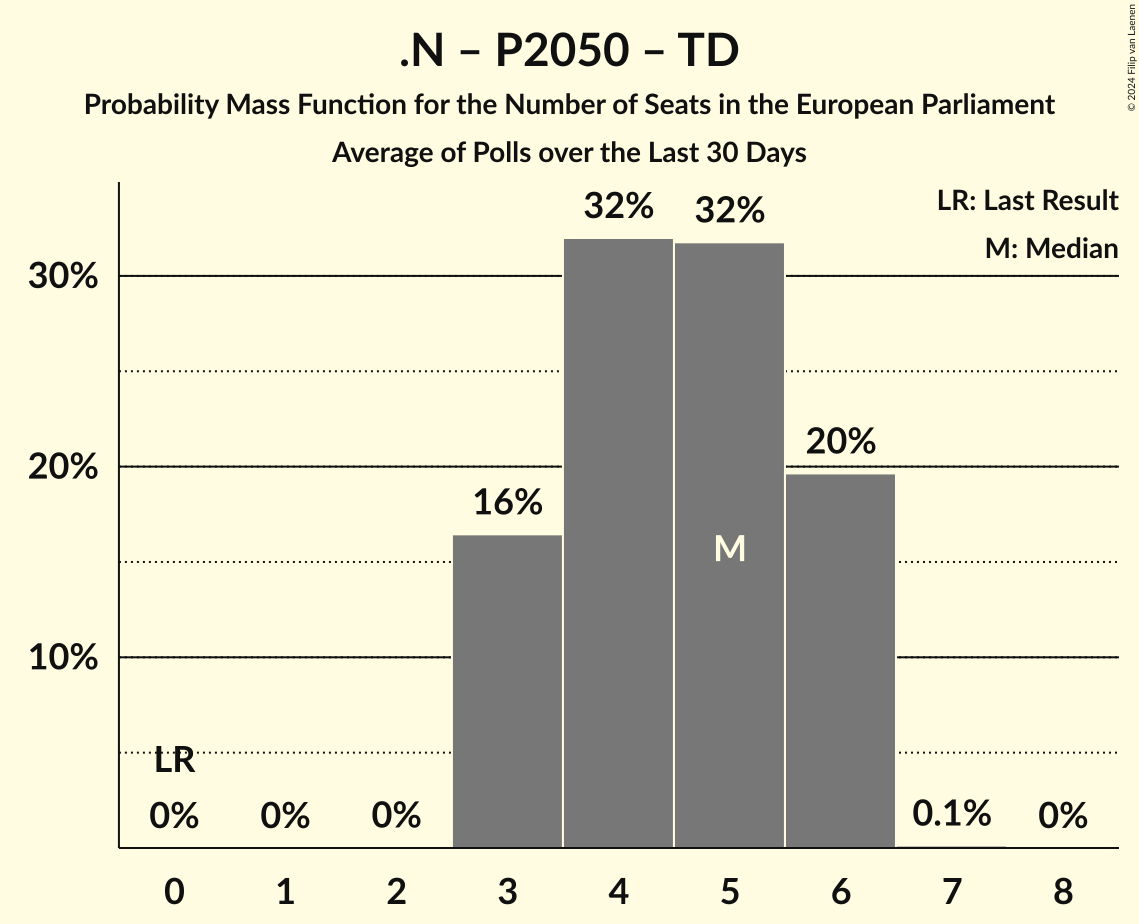 © 2024 Filip van Laenen
.N – P2050 – TD
Probability Mass Function for the Number of Seats in the European Parliament
Average of Polls over the Last 30 Days
LR: Last Result
M: Median
30%
20%
10%
32%
32%
20%
16%
M
LR
0%
0%
0%
0.1%
0%
0 1 2 3 4 5 6 7 8